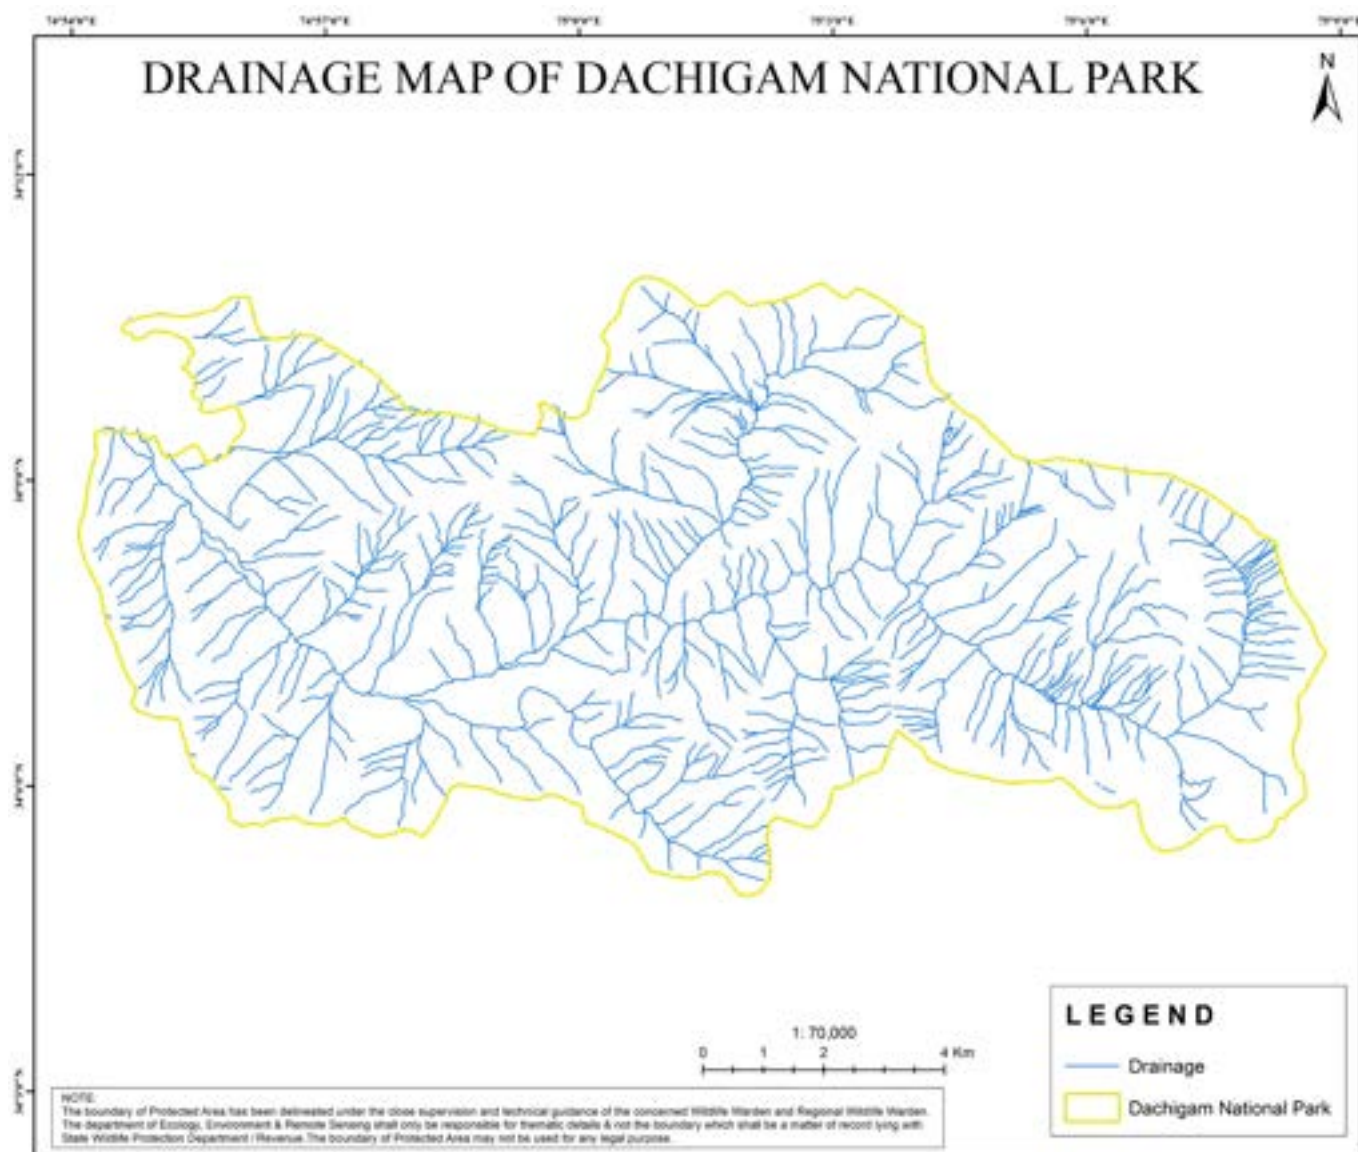 DRAINAGE MAP OF DACHIGAM NATIONAL PARK
N
1: 70,000
0 1 2 4 Km
LEGEND
Drainage
Dachigam National Park
NOTE:
The boundary of Protected Area has been delineated under the close supervision and technical guidance of the concerned Wildlife Warden and Regional Wildlife Warden.
The department of Ecology, Environment & Remote Sensing shall only be responsible for thematic details & not the boundary which shall be a matter of record lying with
State Wildlife Protection Department / Revenue. The boundary of Protected Area may not be used for any legal purpose.